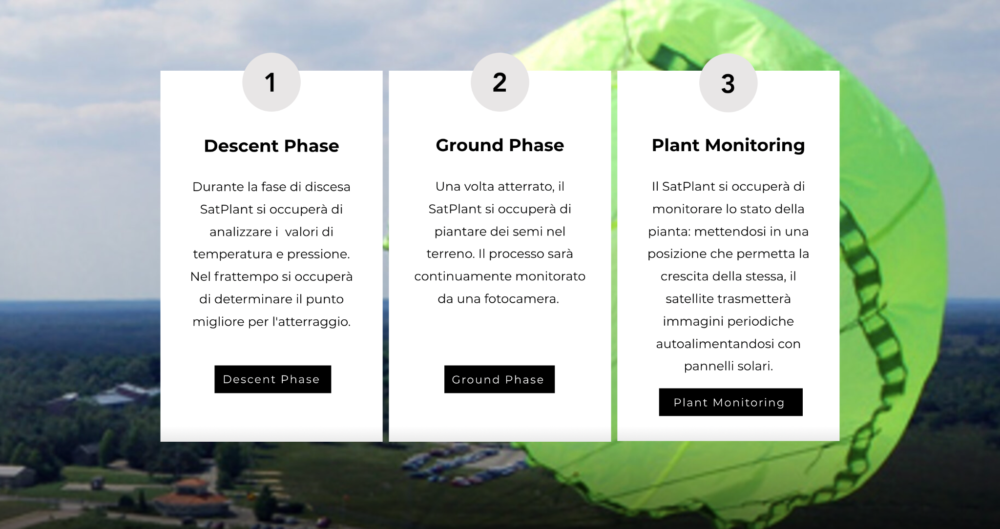 1
Descent Phase
Durante la fase di discesa
SatPlant si occuperà di
analizzare i  valori di
temperatura e pressione.
Nel frattempo si occuperà
di determinare il punto
migliore per l'atterraggio.
Descent Phase
2
Ground Phase
Una volta atterrato, il
SatPlant si occuperà di
piantare dei semi nel
terreno. Il processo sarà
continuamente monitorato
da una fotocamera.
Ground Phase
3
Plant Monitoring
Il SatPlant si occuperà di
monitorare lo stato della
pianta: mettendosi in una
posizione che permetta la
crescita della stessa, il
satellite trasmetterà
immagini periodiche
autoalimentandosi con
pannelli solari.
Plant Monitoring